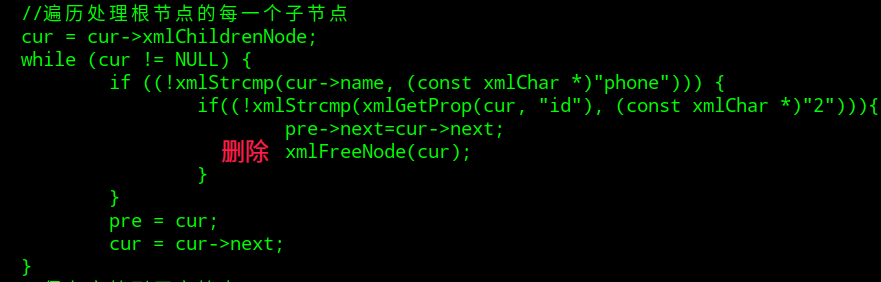 //遍历处理根节点的每一个子节点
cur = cur->xmlChildrenNode;
while (cur != NULL) {
if ((!xmlStrcmp(cur->name, (const xmlChar *)"phone"))) {
if((!xmlStrcmp(xmlGetProp(cur, "id"), (const xmlChar *)"2"))){
pre->next=cur->next;
删除 xmlFreeNode(cur);
}
}
pre = cur;
cur = cur->next;
}